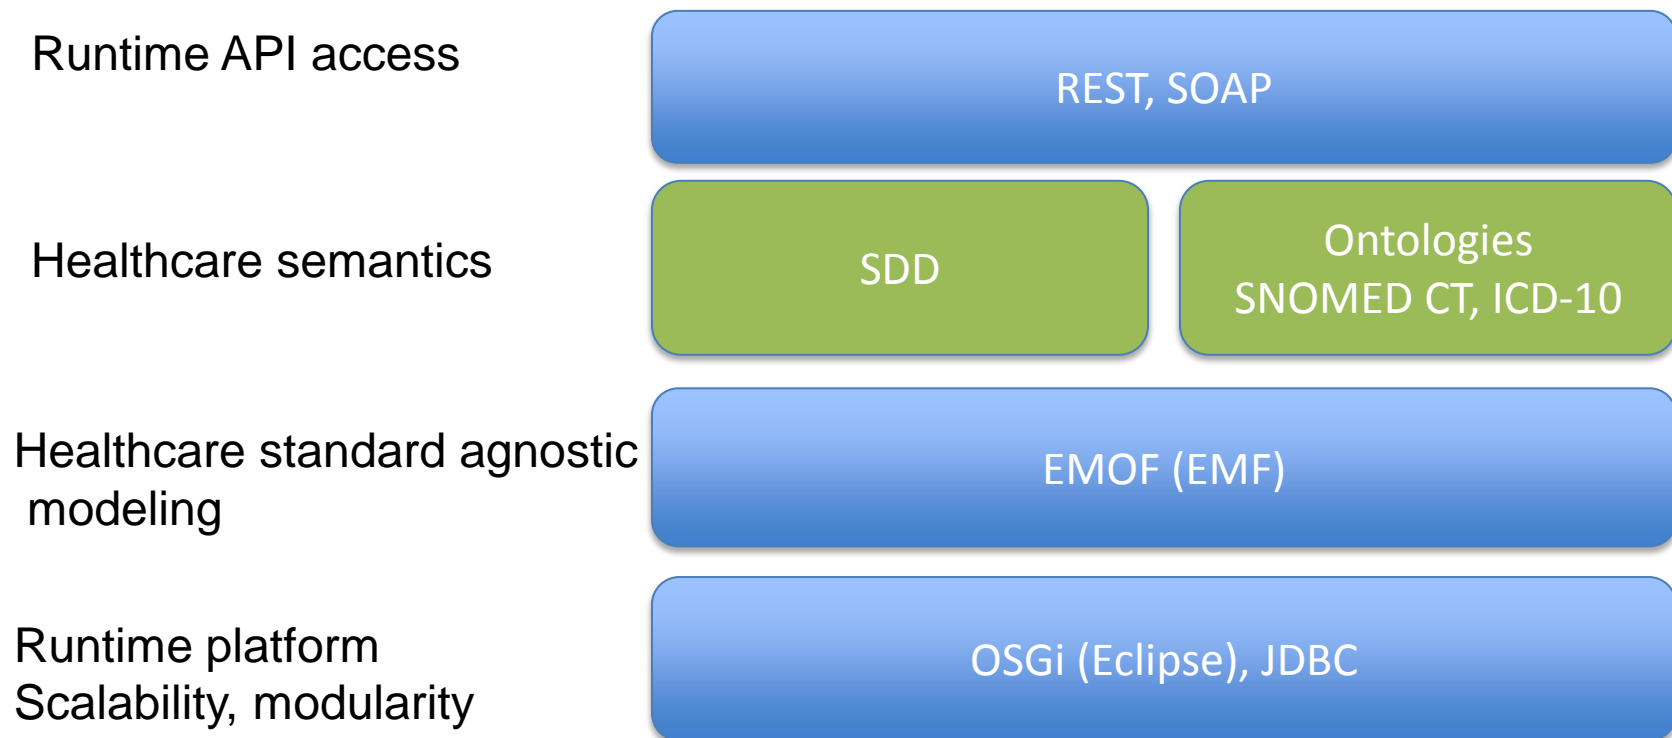 Runtime API access
REST, SOAP
Healthcare semantics
SDD
Ontologies
SNOMED CT, ICD-10
Healthcare standard agnostic
modeling
EMOF (EMF)
Runtime platform
Scalability, modularity
OSGi (Eclipse), JDBC